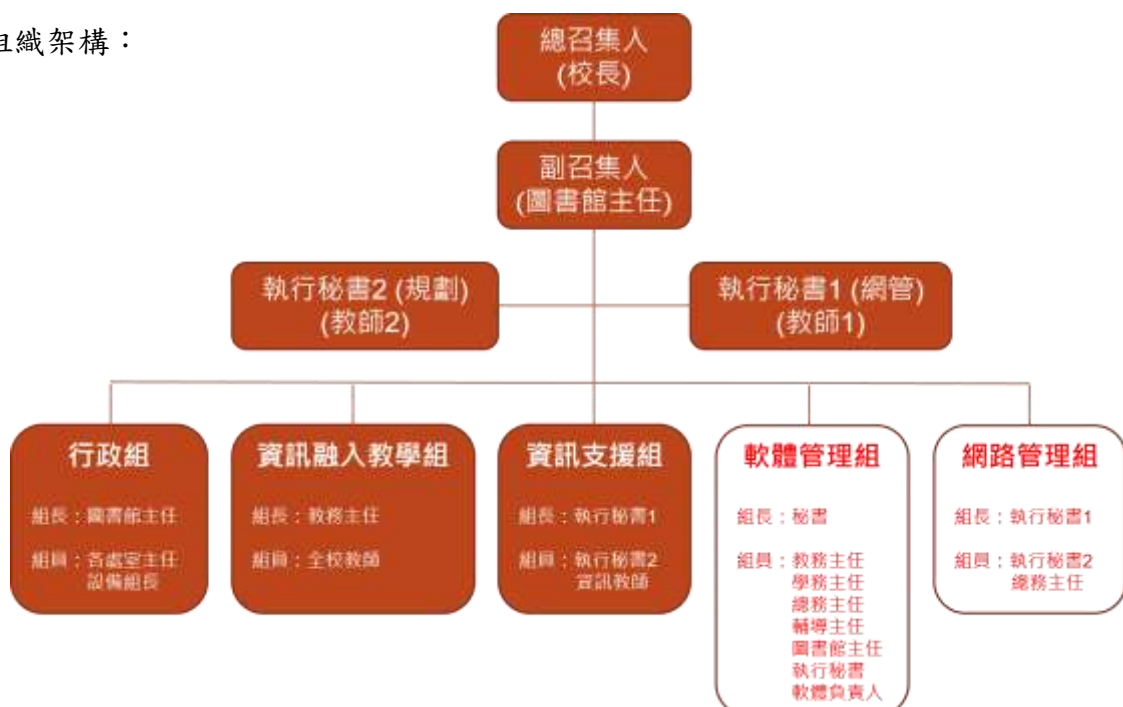 組織架構：
總召集人
(校長)
副召集人
(圖書館主任)
執行秘書2 (規劃)
(教師2)
執行秘書1 (網管)
(教師1)
行政組
組長：圖書館主任
組員：各處室主任
設備組長
資訊融入教學組
組長：教務主任
組員：全校教師
資訊支援組
組長：執行秘書1
組員：執行秘書2
資訊教師
軟體管理組
組長：秘書
組員：教務主任
學務主任
總務主任
輔導主任
圖書館主任
執行秘書
軟體負責人
網路管理組
組長：執行秘書1
組員：執行秘書2
總務主任